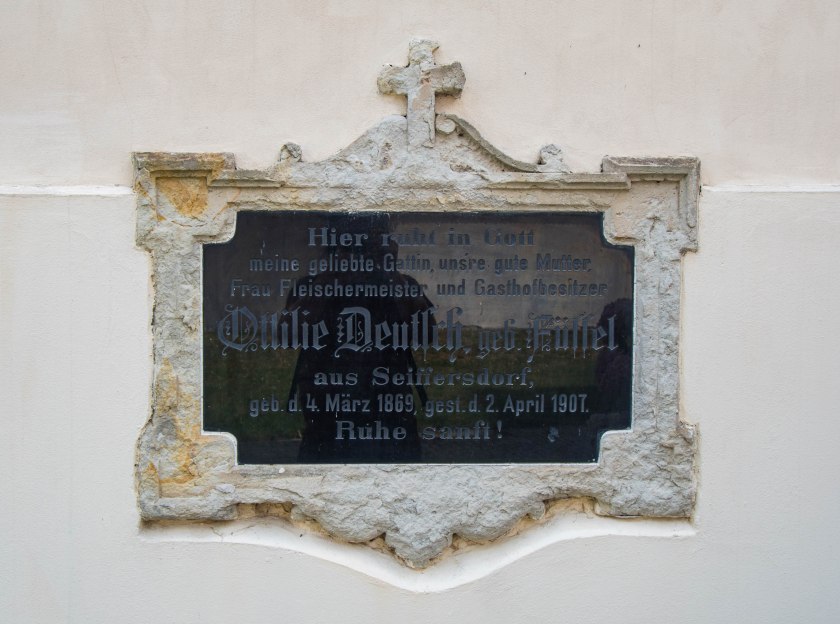 Hier ruht in Gott
meine geliebte Gattin, unsre gute Mutter,
Frau Fleischermeister und Gasthofbesitzer
Ottilie Deutsch, geb.
aus Seiffersdorf,
geb. d. 4. März 1869, gest. d. 2. April 1907.
Ruhe sanft!